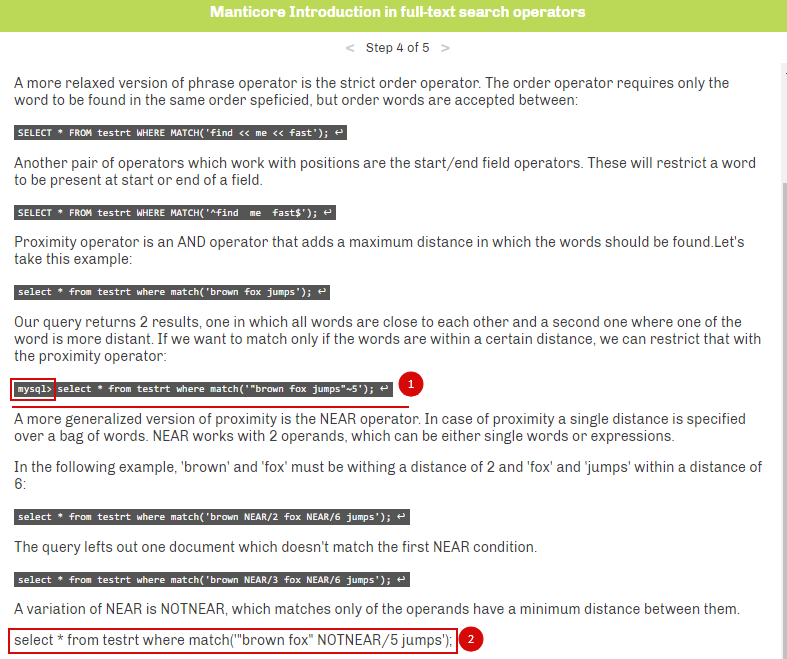 Manticore Introduction in full-text search operators
< Step 4 of 5 >
A more relaxed version of phrase operator is the strict order operator. The order operator requires only the
word to be found in the same order speficied, but order words are accepted between:
SELECT * FROM testrt WHERE MATCH('find << me << fast'); ↩
Another pair of operators which work with positions are the start/end field operators. These will restrict a word
to be present at start or end of a field.
SELECT * FROM testrt WHERE MATCH('^find  me  fast$'); ↩
Proximity operator is an AND operator that adds a maximum distance in which the words should be found.Let's
take this example:
select * from testrt where match('brown fox jumps'); ↩
Our query returns 2 results, one in which all words are close to each other and a second one where one of the
word is more distant. If we want to match only if the words are within a certain distance, we can restrict that with
the proximity operator:
mysql> select * from testrt where match('"brown fox jumps"~5'); ↩ 1
A more generalized version of proximity is the NEAR operator. In case of proximity a single distance is specified
over a bag of words. NEAR works with 2 operands, which can be either single words or expressions.
In the following example, 'brown' and 'fox' must be withing a distance of 2 and 'fox' and 'jumps' within a distance of
6:
select * from testrt where match('brown NEAR/2 fox NEAR/6 jumps'); ↩
The query lefts out one document which doesn't match the first NEAR condition.
select * from testrt where match('brown NEAR/3 fox NEAR/6 jumps'); ↩
A variation of NEAR is NOTNEAR, which matches only of the operands have a minimum distance between them.
select * from testrt where match('"brown fox" NOTNEAR/5 jumps'); 2